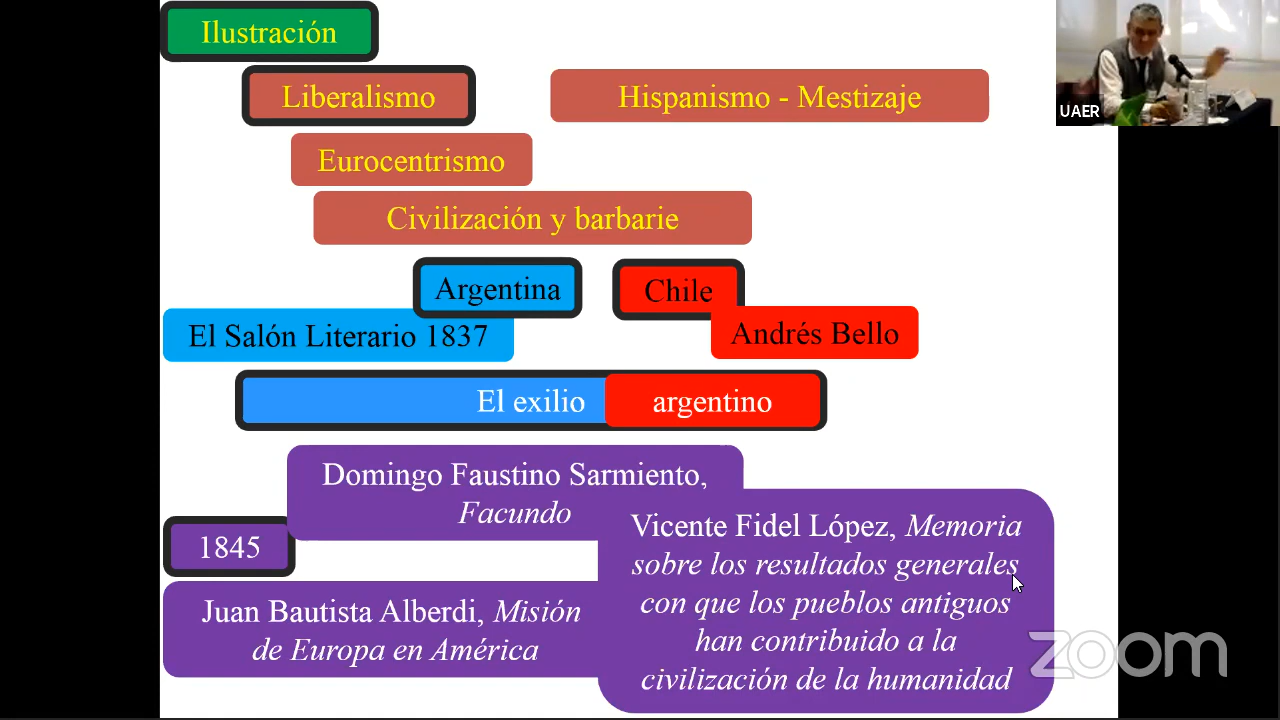 Ilustración
Liberalismo
Hispanismo - Mestizaje
UAER
Eurocentrismo
Civilización y barbarie
Argentina
Chile
El Salón Literario 1837
Andrés Bello
El exilio argentino
Domingo Faustino Sarmiento,
Facundo
1845
Juan Bautista Alberdi, Misión
de Europa en América
Vicente Fidel López, Memoria
sobre los resultados generales
con que los pueblos antiguos
han contribuido a la
civilización de la humanidad
zoom